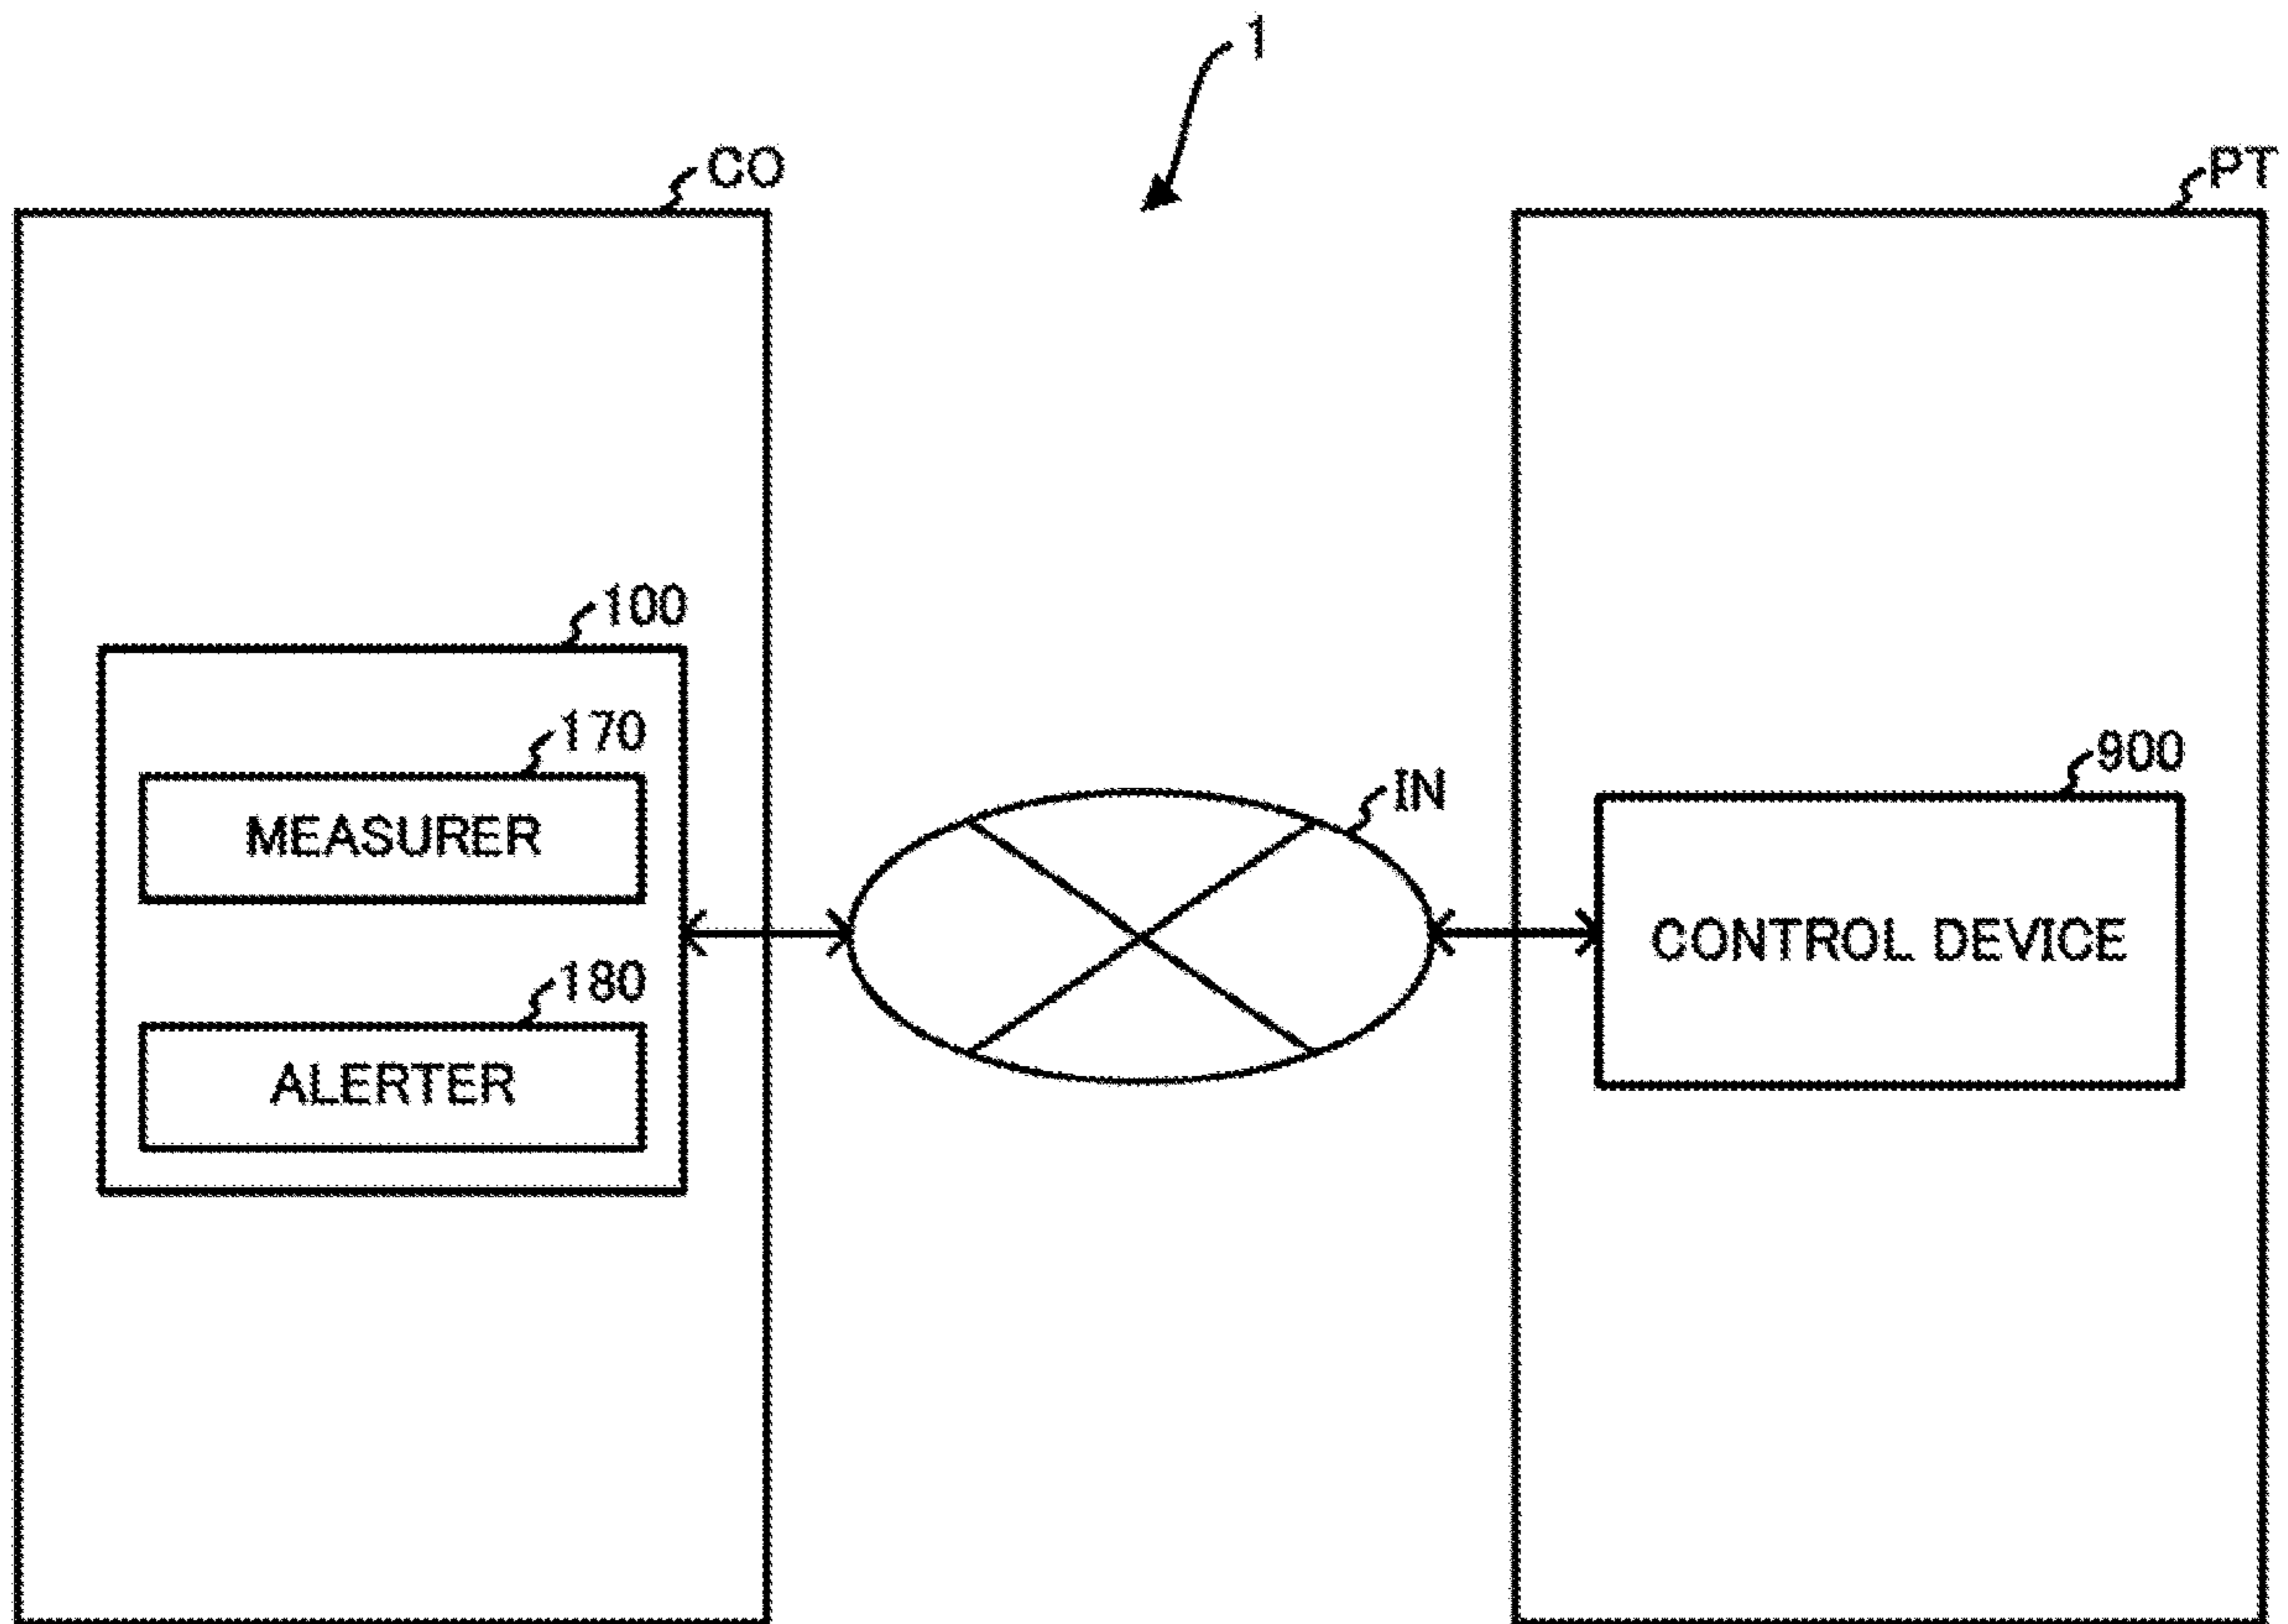 1
CO
PT
100
170
MEASURER
900
IN
CONTROL DEVICE
180
ALERTER